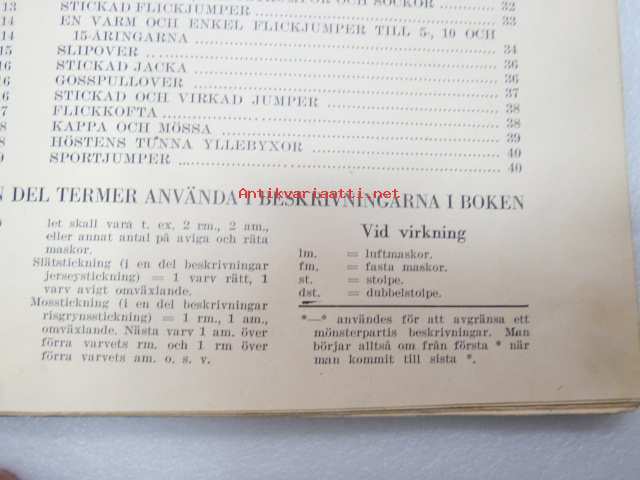 13 STICKAD FLICKJUMPER 32
14 EN VARM OCH ENKEL FLICKJUMPER TILL 5-, 10 OCH 33
14 15-ÅRINGARNA
15 SLIPOVER 34
16 STICKAD JACKA 36
16 GOSSPULLOVER 36
6 STICKAD OCH VIRKAD JUMPER 37
7 FLICKKOFTA 38
8 KAPPA OCH MÖSSA 38
8 HÖSTENS TUNNA YLLEBYXOR 39
9 SPORTJUMPER 40
40
N DEL TERMER ANVÄNDA I BESKRIVNINGARNA I BOKEN
Antikvariaatti.net
let skall vara t. ex. 2 rm., 2 am.,
eller annat antal på aviga och räta
maskor.
Slätstickning (i en del beskrivningar
jerseystickning) = 1 varv rätt, 1
varv avigt omväxlande.
Mosstickning (i en del beskrivningar
risgrynsstickning) = 1 rm., 1 am.,
omväxlande. Nästa varv 1 am. över
förra varvets rm. och 1 rm över
förra varvets am. o. s. v.
Vid virkning
lm. = luftmaskor.
fm. = fasta maskor.
st. = stolpe.
dst. = dubbelstolpe.
*—* användes för att avgränsa ett
mönsterpartis beskrivningar. Man
börjar alltså om från första * när
man kommit till sista *.